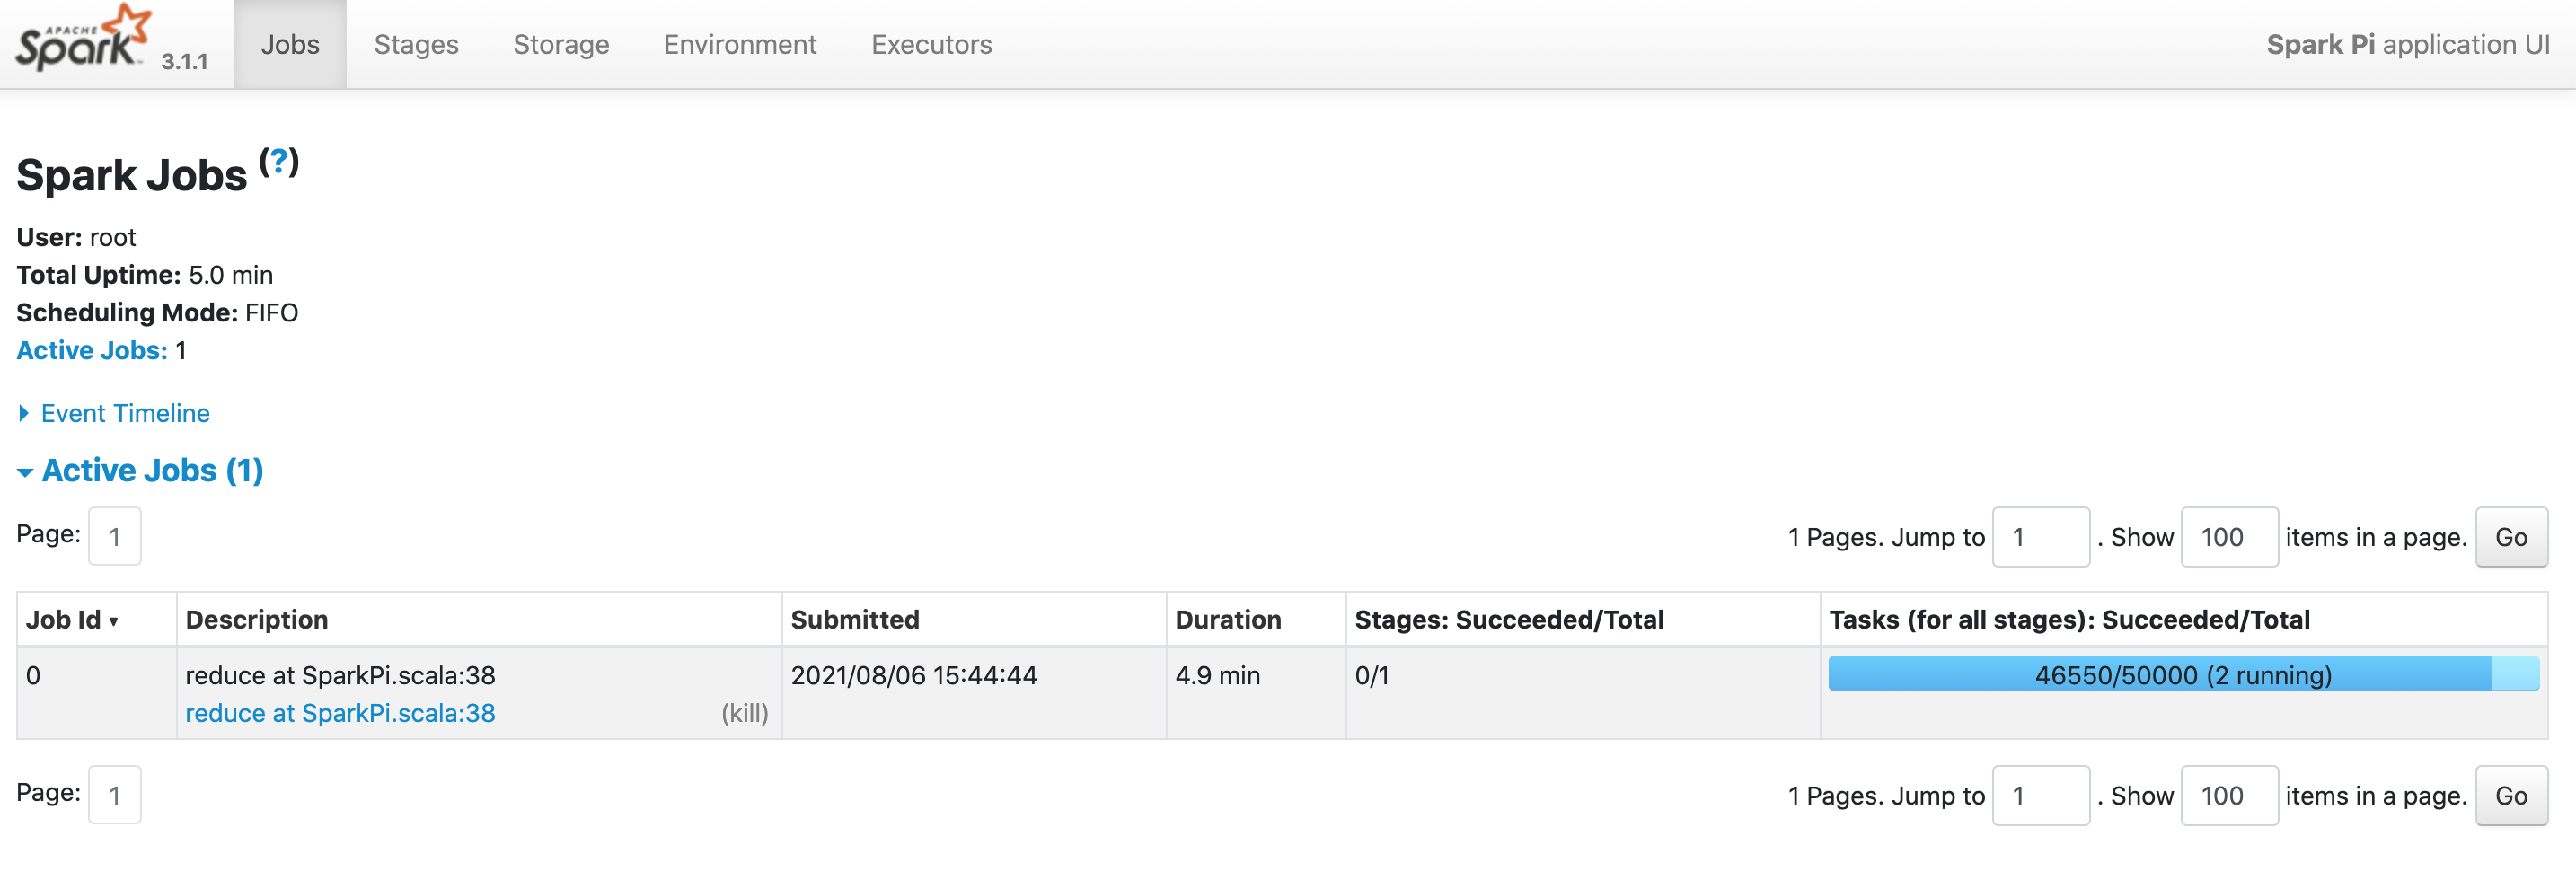 APACHE Spark™ 3.1.1 Jobs Stages Storage Environment Executors Spark Pi application UI
Spark Jobs (?)
User: root
Total Uptime: 5.0 min
Scheduling Mode: FIFO
Active Jobs: 1
Event Timeline
Active Jobs (1)
Page: 1 1 Pages. Jump to 1 . Show 100 items in a page. Go
Job Id ▾ Description Submitted Duration Stages: Succeeded/Total Tasks (for all stages): Succeeded/Total
0 reduce at SparkPi.scala:38 2021/08/06 15:44:44 4.9 min 0/1 46550/50000 (2 running)
reduce at SparkPi.scala:38 (kill)
Page: 1 1 Pages. Jump to 1 . Show 100 items in a page. Go